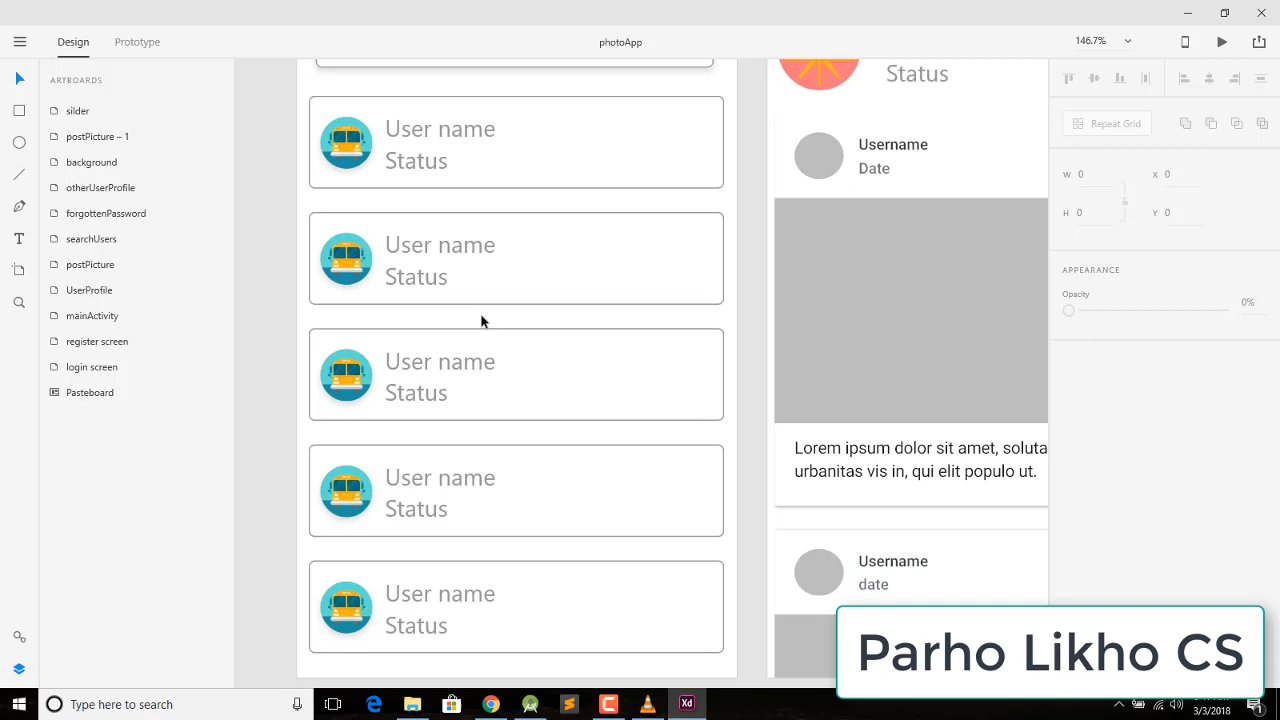 Design
Prototype
photoApp
146.7%
ARTBOARDS
silder
postPicture – 1
background
otherUserProfile
forgottenPassword
searchUsers
postPicture
UserProfile
mainActivity
register screen
login screen
Pasteboard
User name
Status
User name
Status
User name
Status
User name
Status
User name
Status
Status
Username
Date
Lorem ipsum dolor sit amet, soluta
urbanitas vis in, qui elit populo ut.
Username
date
Repeat Grid
W 0
X 0
H 0
Y 0
APPEARANCE
Opacity
0%
Parho Likho CS
Type here to search
Xd
3/3/2018